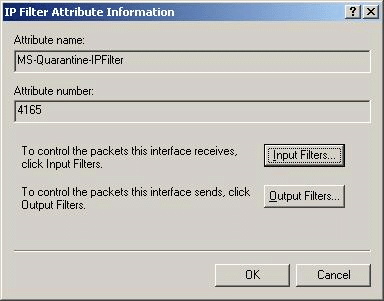 IP Filter Attribute Information
Attribute name:
MS-Quarantine-IPFilter
Attribute number:
4165
To control the packets this interface receives,
click Input Filters.
Input Filters...
To control the packets this interface sends, click
Output Filters.
Output Filters...
OK
Cancel